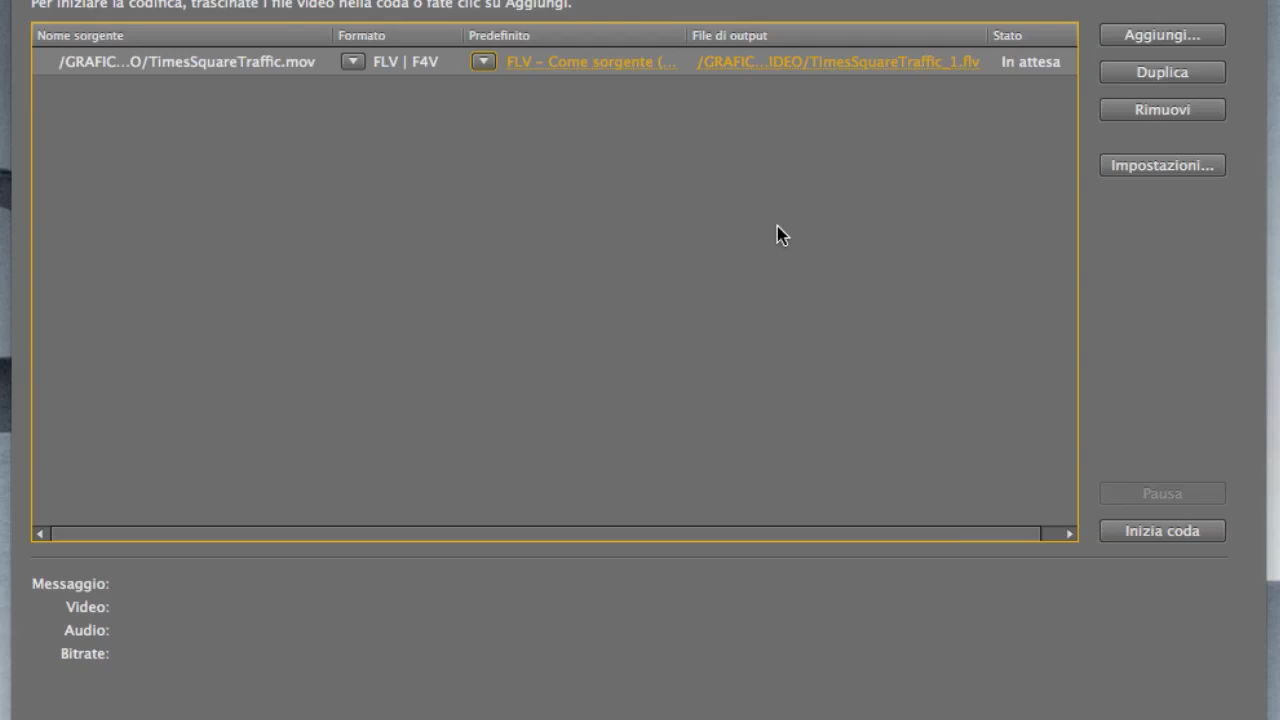 Per iniziare la codifica, trascinate i file video nella coda o fate clic su Aggiungi.
Nome sorgente Formato Predefinito File di output Stato
/GRAFIC...O/TimesSquareTraffic.mov FLV | F4V FLV - Come sorgente (... /GRAFIC...IDEO/TimesSquareTraffic_1.flv In attesa
Aggiungi...
Duplica
Rimuovi
Impostazioni...
Pausa
Inizia coda
Messaggio:
Video:
Audio:
Bitrate: